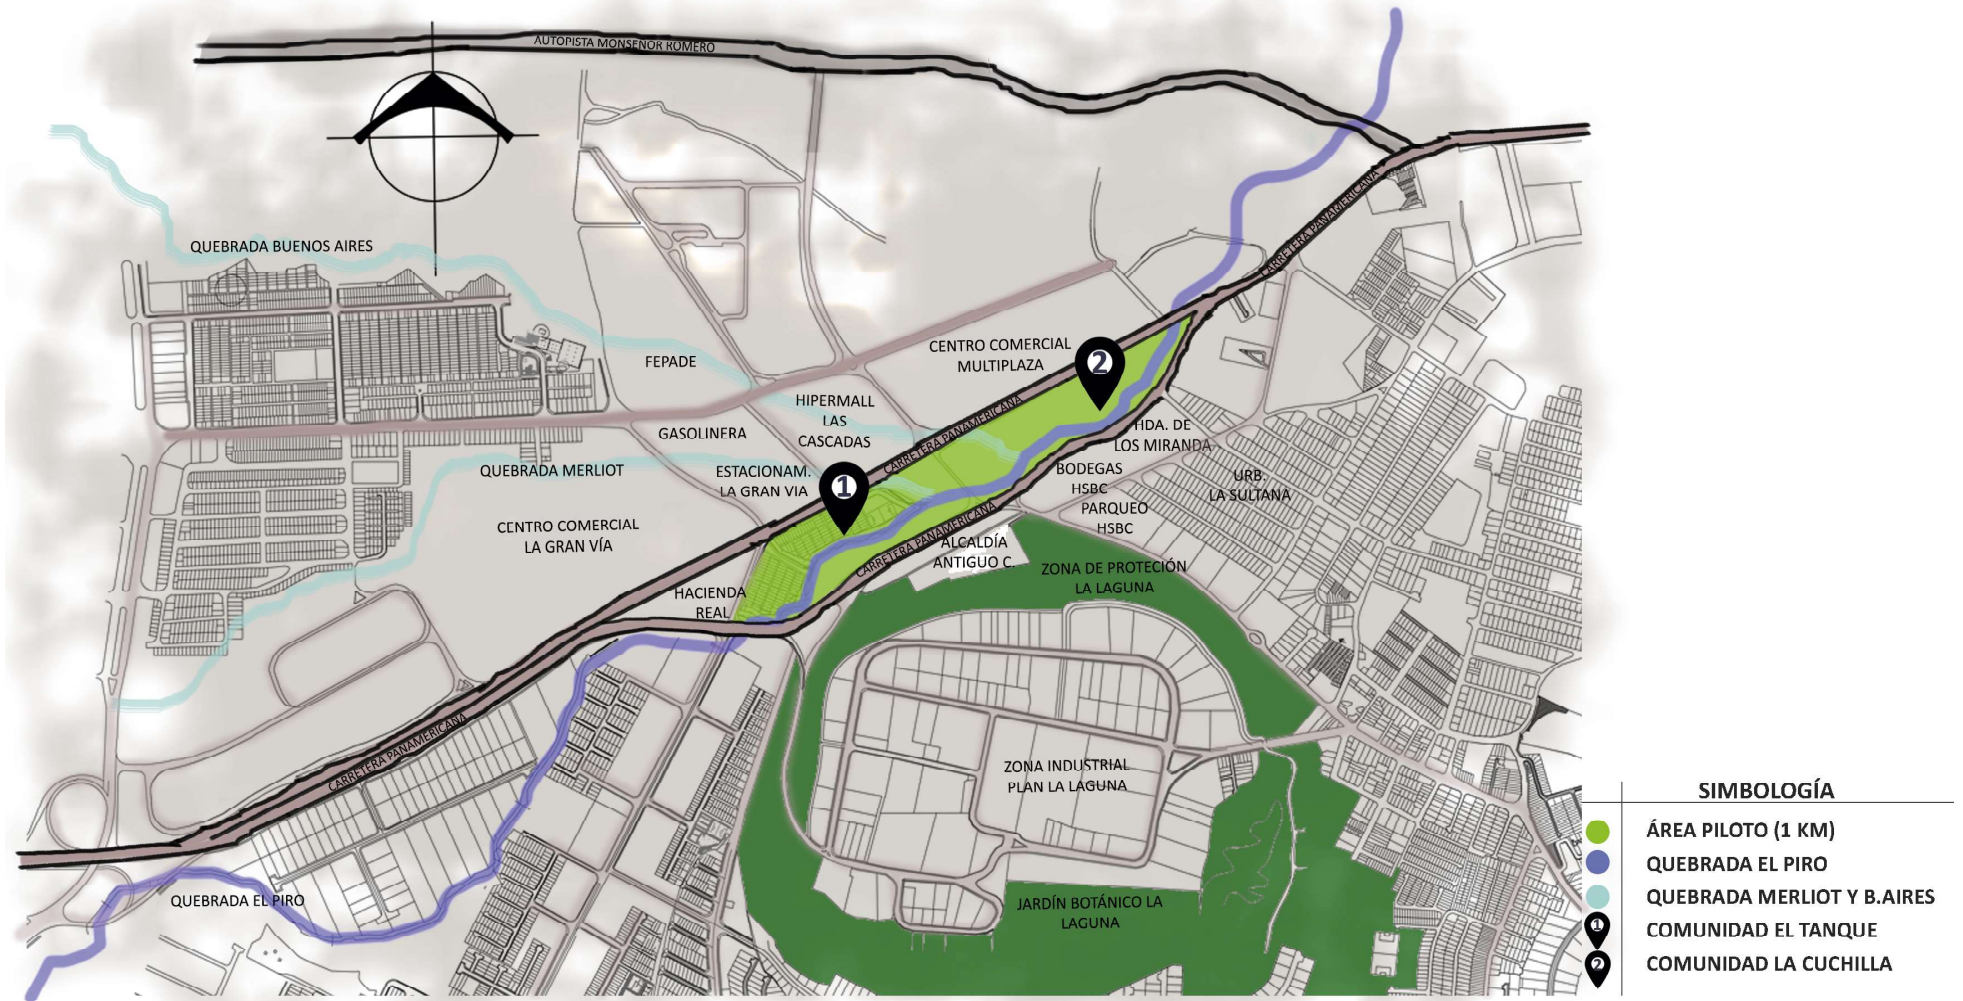 AUTOPISTA MONSEÑOR ROMERO
CARRETERA PANAMERICANA
QUEBRADA BUENOS AIRES
FEPADE
CENTRO COMERCIAL
MULTIPLAZA
2
HIPERMALL
LAS
CASCADAS
CARRETERA PANAMERICANA
GASOLINERA
HDA. DE
LOS MIRANDA
QUEBRADA MERLIOT
ESTACIONAM.
LA GRAN VIA
1
BODEGAS
HSBC
PARQUEO
HSBC
URB.
LA SULTANA
CENTRO COMERCIAL
LA GRAN VÍA
CARRETERA PANAMERICANA
ALCALDÍA
ANTIGUO C.
ZONA DE PROTECIÓN
LA LAGUNA
HACIENDA
REAL
CARRETERA PANAMERICANA
ZONA INDUSTRIAL
PLAN LA LAGUNA
QUEBRADA EL PIRO
JARDÍN BOTÁNICO LA
LAGUNA
SIMBOLOGÍA
ÁREA PILOTO (1 KM)
QUEBRADA EL PIRO
QUEBRADA MERLIOT Y B.AIRES
1 COMUNIDAD EL TANQUE
2 COMUNIDAD LA CUCHILLA